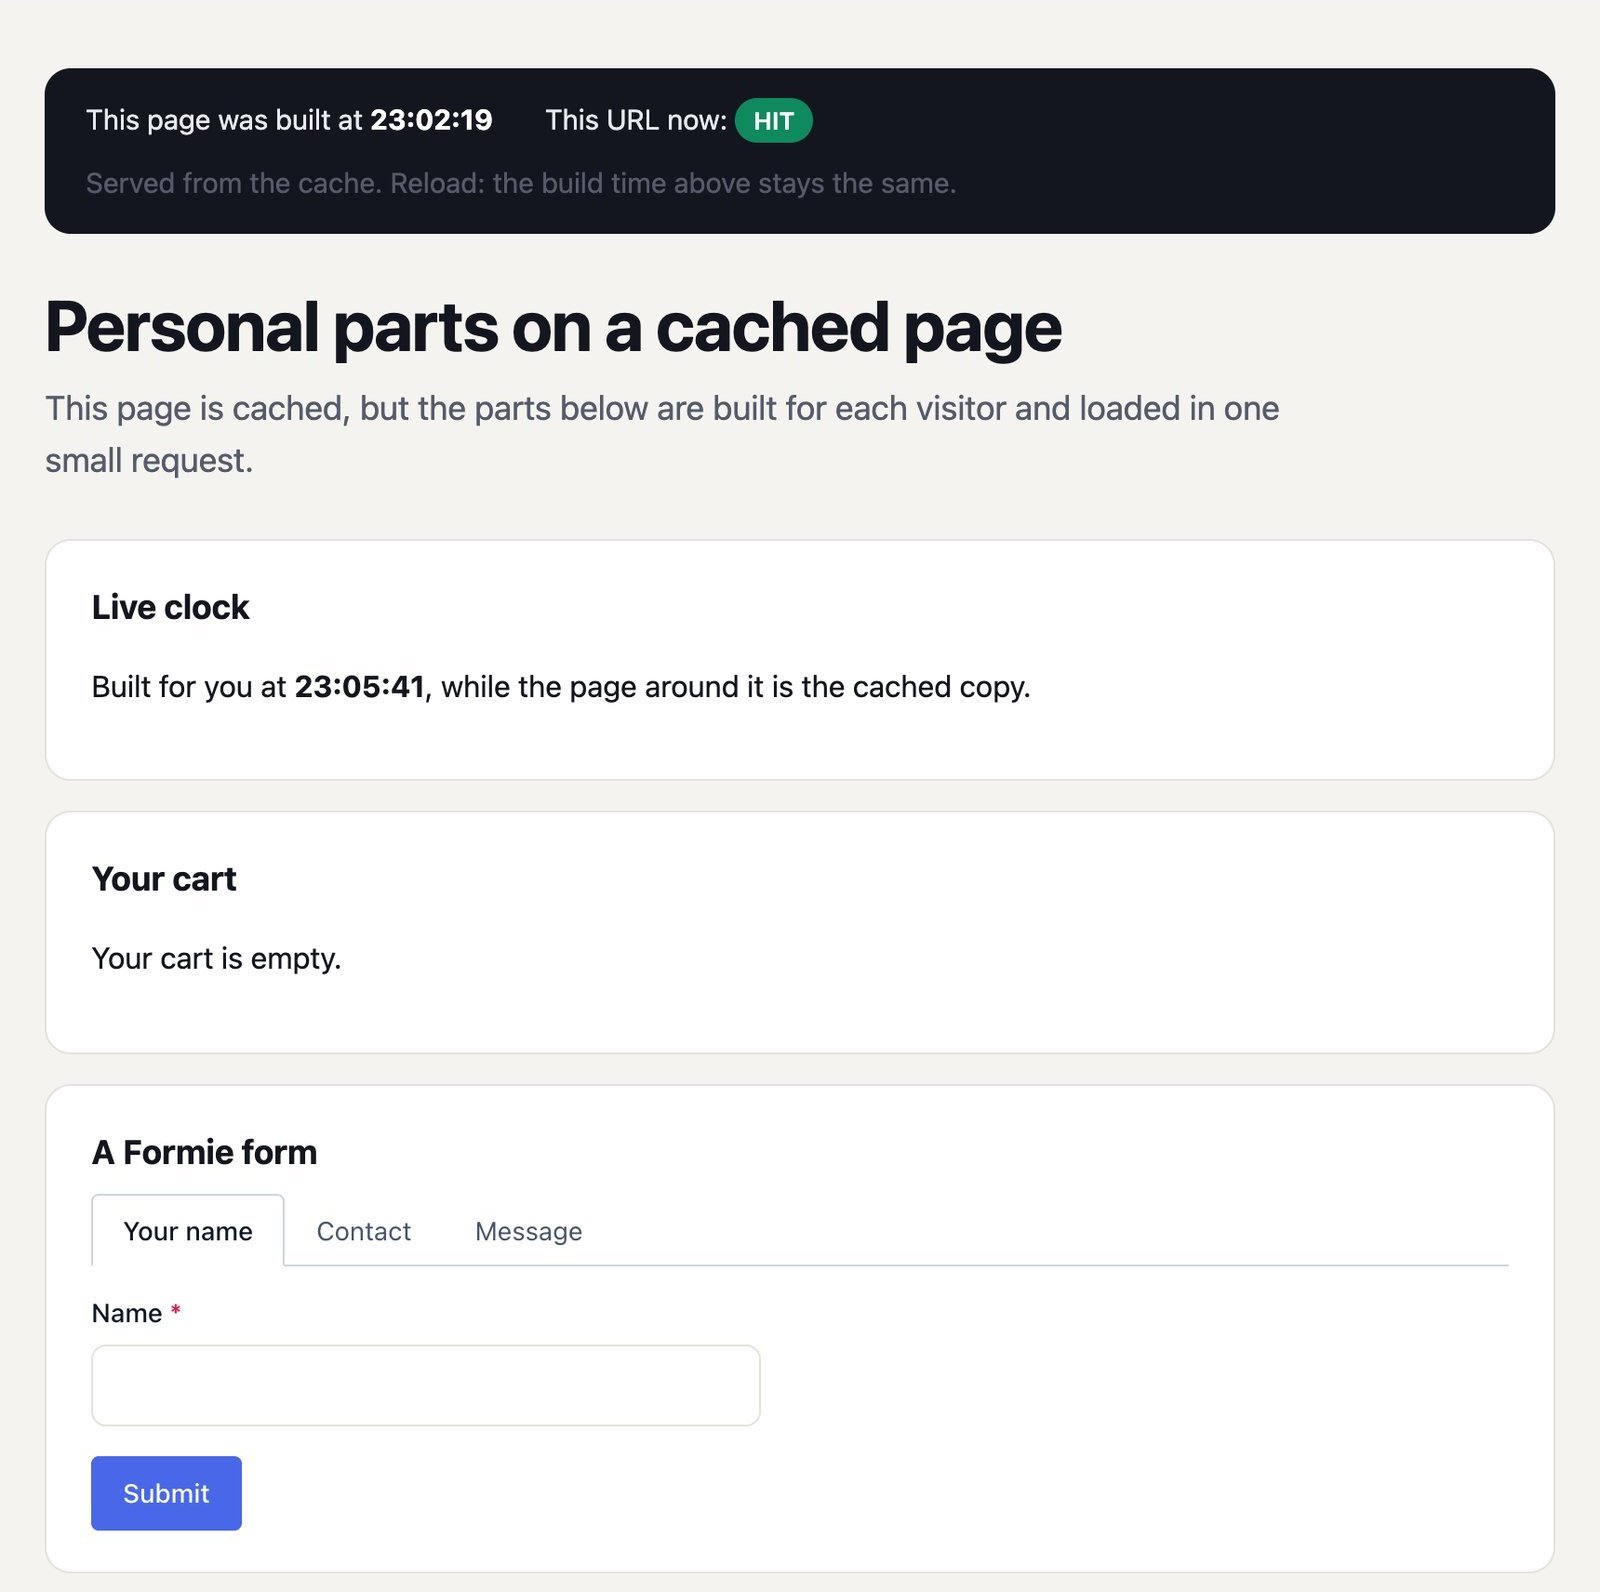 This page was built at 23:02:19 This URL now: HIT
Served from the cache. Reload: the build time above stays the same.
Personal parts on a cached page
This page is cached, but the parts below are built for each visitor and loaded in one
small request.
Live clock
Built for you at 23:05:41, while the page around it is the cached copy.
Your cart
Your cart is empty.
A Formie form
Your name Contact Message
Name *
Submit